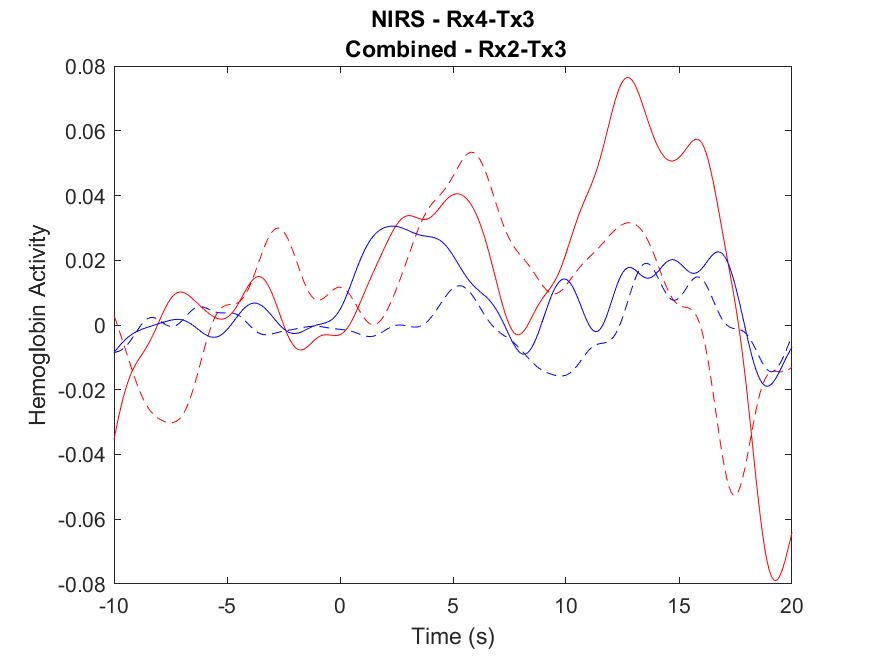 NIRS - Rx4-Tx3
Combined - Rx2-Tx3
0.08
0.06
0.04
0.02
0
-0.02
-0.04
-0.06
-0.08
Hemoglobin Activity
-10 -5 0 5 10 15 20
Time (s)